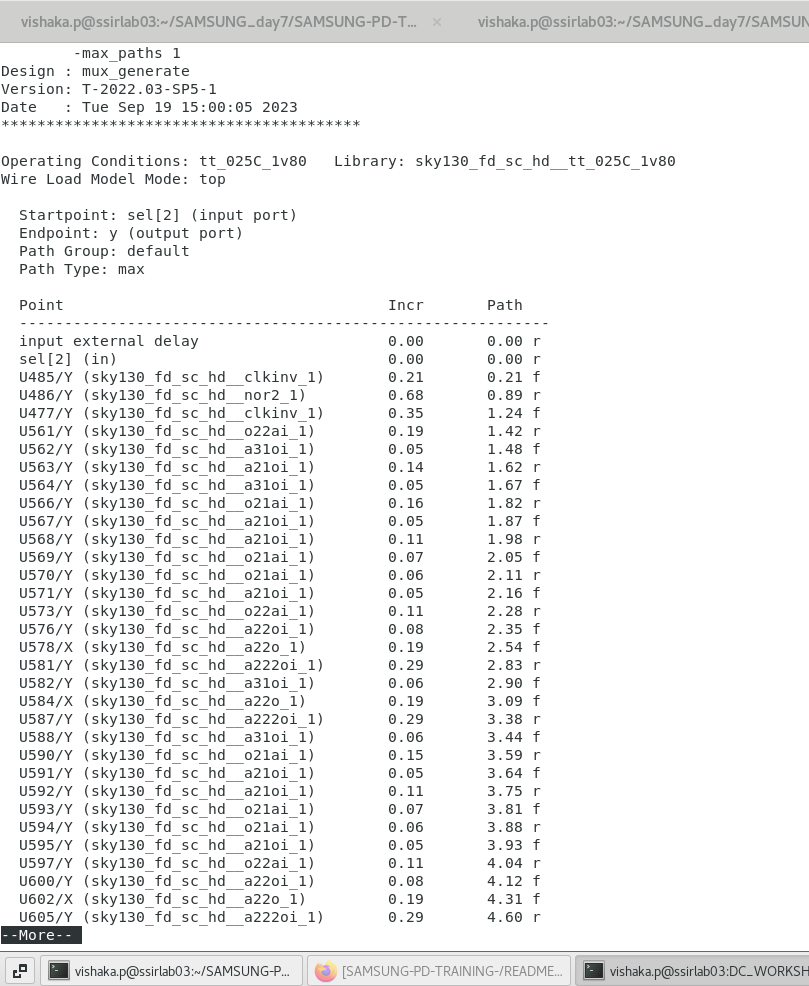 vishaka.p@ssirlab03:~/SAMSUNG_day7/SAMSUNG-PD-T... × vishaka.p@ssirlab03:~/SAMSUNG_day7/SAMSUN
        -max_paths 1
Design : mux_generate
Version: T-2022.03-SP5-1
Date   : Tue Sep 19 15:00:05 2023
****************************************
Operating Conditions: tt_025C_1v80   Library: sky130_fd_sc_hd__tt_025C_1v80
Wire Load Model Mode: top
  Startpoint: sel[2] (input port)
  Endpoint: y (output port)
  Path Group: default
  Path Type: max
  Point                                    Incr       Path
  -----------------------------------------------------------
  input external delay                     0.00       0.00 r
  sel[2] (in)                              0.00       0.00 r
  U485/Y (sky130_fd_sc_hd__clkinv_1)       0.21       0.21 f
  U486/Y (sky130_fd_sc_hd__nor2_1)         0.68       0.89 r
  U477/Y (sky130_fd_sc_hd__clkinv_1)       0.35       1.24 f
  U561/Y (sky130_fd_sc_hd__o22ai_1)        0.19       1.42 r
  U562/Y (sky130_fd_sc_hd__a31oi_1)        0.05       1.48 f
  U563/Y (sky130_fd_sc_hd__a21oi_1)        0.14       1.62 r
  U564/Y (sky130_fd_sc_hd__a31oi_1)        0.05       1.67 f
  U566/Y (sky130_fd_sc_hd__o21ai_1)        0.16       1.82 r
  U567/Y (sky130_fd_sc_hd__a21oi_1)        0.05       1.87 f
  U568/Y (sky130_fd_sc_hd__a21oi_1)        0.11       1.98 r
  U569/Y (sky130_fd_sc_hd__o21ai_1)        0.07       2.05 f
  U570/Y (sky130_fd_sc_hd__o21ai_1)        0.06       2.11 r
  U571/Y (sky130_fd_sc_hd__a21oi_1)        0.05       2.16 f
  U573/Y (sky130_fd_sc_hd__o22ai_1)        0.11       2.28 r
  U576/Y (sky130_fd_sc_hd__a22oi_1)        0.08       2.35 f
  U578/X (sky130_fd_sc_hd__a22o_1)         0.19       2.54 f
  U581/Y (sky130_fd_sc_hd__a222oi_1)       0.29       2.83 r
  U582/Y (sky130_fd_sc_hd__a31oi_1)        0.06       2.90 f
  U584/X (sky130_fd_sc_hd__a22o_1)         0.19       3.09 f
  U587/Y (sky130_fd_sc_hd__a222oi_1)       0.29       3.38 r
  U588/Y (sky130_fd_sc_hd__a31oi_1)        0.06       3.44 f
  U590/Y (sky130_fd_sc_hd__o21ai_1)        0.15       3.59 r
  U591/Y (sky130_fd_sc_hd__a21oi_1)        0.05       3.64 f
  U592/Y (sky130_fd_sc_hd__a21oi_1)        0.11       3.75 r
  U593/Y (sky130_fd_sc_hd__o21ai_1)        0.07       3.81 f
  U594/Y (sky130_fd_sc_hd__o21ai_1)        0.06       3.88 r
  U595/Y (sky130_fd_sc_hd__a21oi_1)        0.05       3.93 f
  U597/Y (sky130_fd_sc_hd__o22ai_1)        0.11       4.04 r
  U600/Y (sky130_fd_sc_hd__a22oi_1)        0.08       4.12 f
  U602/X (sky130_fd_sc_hd__a22o_1)         0.19       4.31 f
  U605/Y (sky130_fd_sc_hd__a222oi_1)       0.29       4.60 r
--More--
vishaka.p@ssirlab03:~/SAMSUNG-P... [SAMSUNG-PD-TRAINING-/README... vishaka.p@ssirlab03:DC_WORKSH